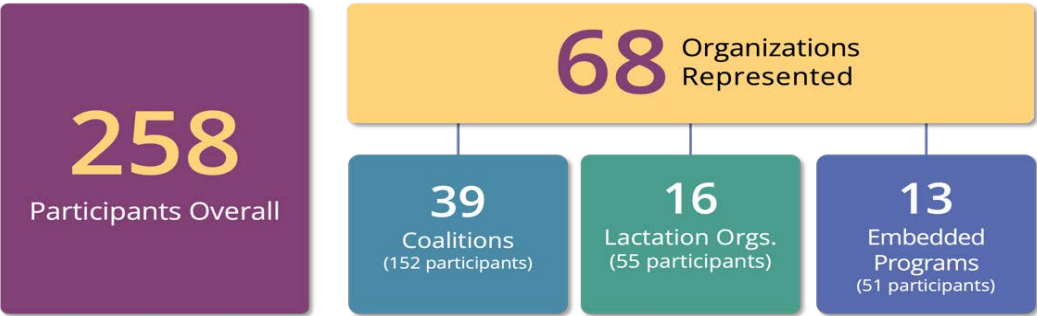 258
Participants Overall
68
Organizations
Represented
39
Coalitions
(152 participants)
16
Lactation Orgs.
(55 participants)
13
Embedded
Programs
(51 participants)